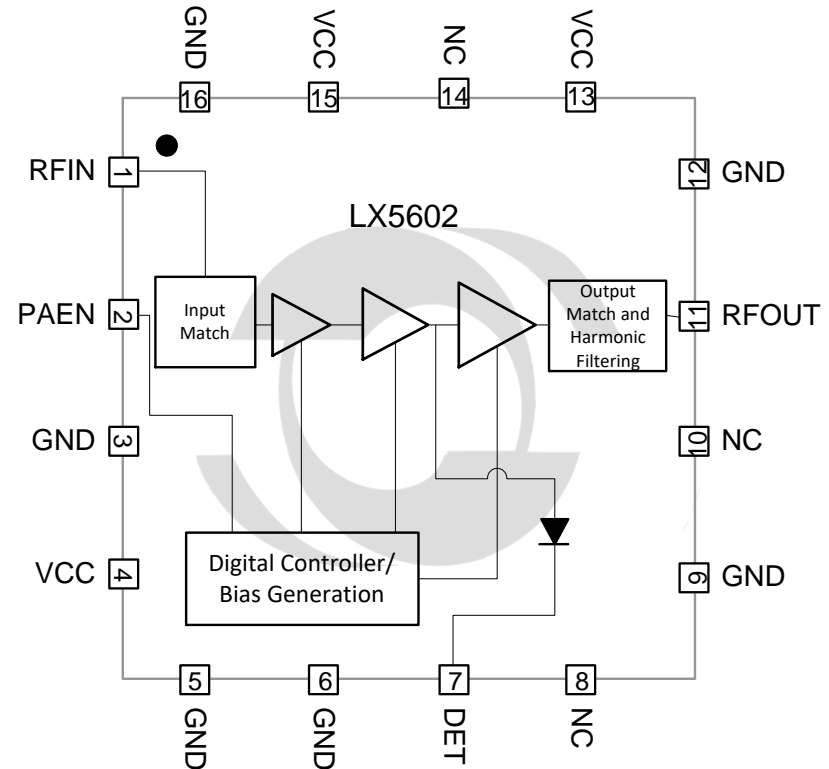 GND
VCC
NC
VCC
16
15
14
13
RFIN
1
12
GND
LX5602
PAEN
2
Input
Match
Output
Match and
Harmonic
Filtering
11
RFOUT
GND
3
10
NC
VCC
4
Digital Controller/
Bias Generation
9
GND
5
6
7
8
GND
GND
DET
NC